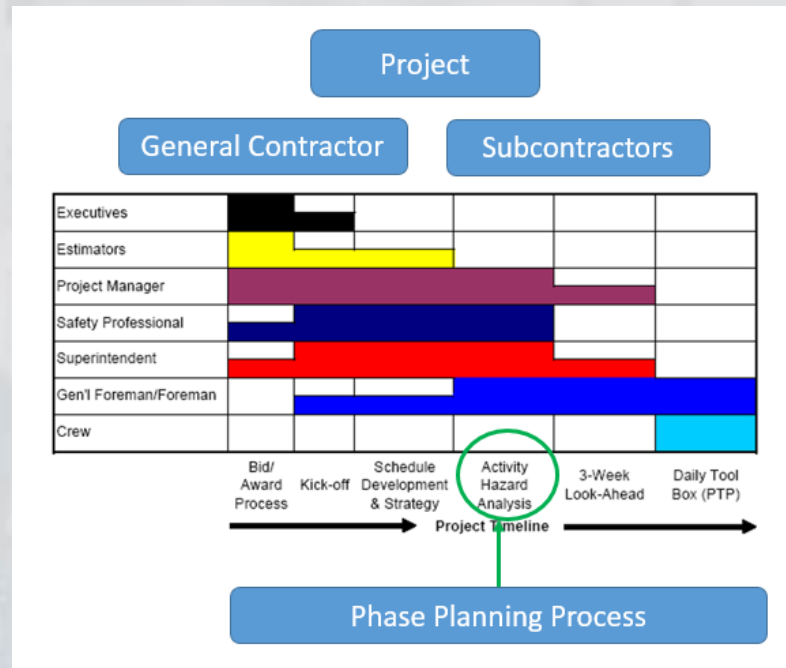 Project
General Contractor
Subcontractors
Executives
Estimators
Project Manager
Safety Professional
Superintendent
Gen'l Foreman/Foreman
Crew
Bid/
Award
Process
Kick-off
Schedule
Development
& Strategy
Activity
Hazard
Analysis
3-Week
Look-Ahead
Daily Tool
Box (PTP)
Project Timeline
Phase Planning Process